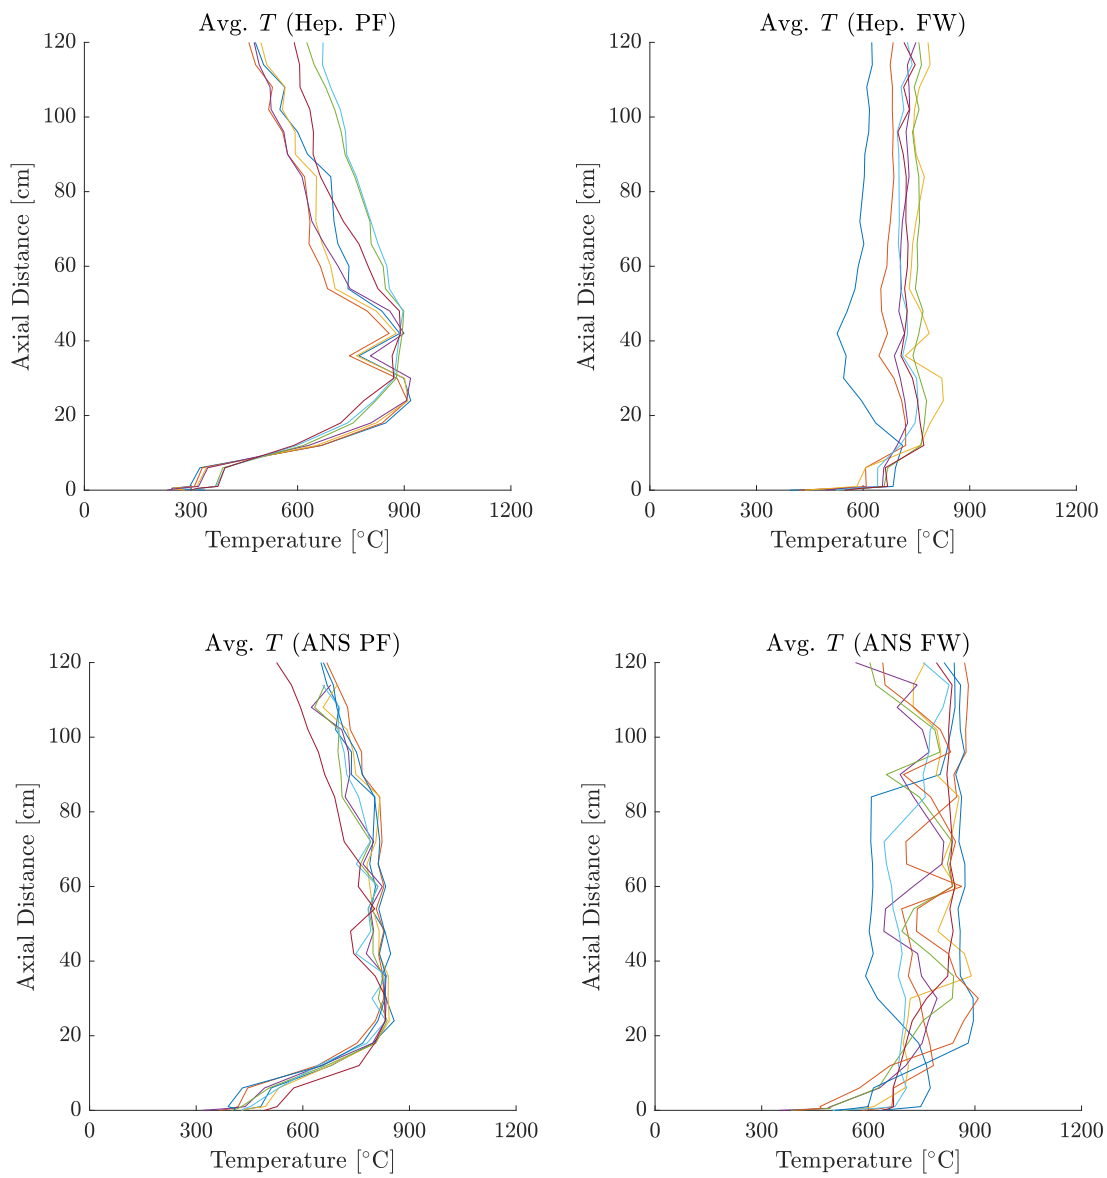 Avg. T (Hep. PF)
120
100
80
60
40
20
0
Axial Distance [cm]
0 300 600 900 1200
Temperature [°C]
Avg. T (Hep. FW)
120
100
80
60
40
20
0
Axial Distance [cm]
0 300 600 900 1200
Temperature [°C]
Avg. T (ANS PF)
120
100
80
60
40
20
0
Axial Distance [cm]
0 300 600 900 1200
Temperature [°C]
Avg. T (ANS FW)
120
100
80
60
40
20
0
Axial Distance [cm]
0 300 600 900 1200
Temperature [°C]